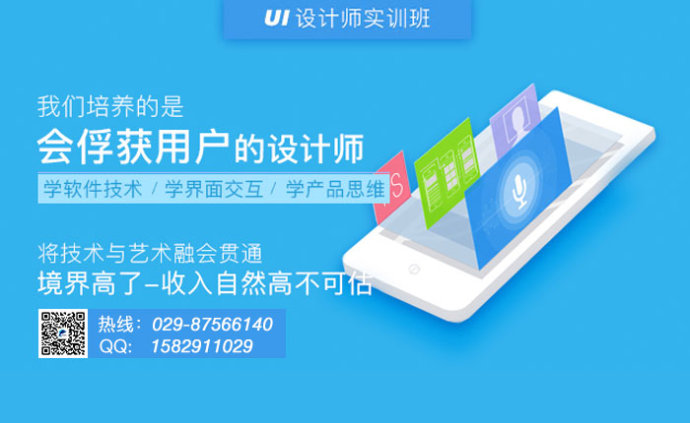 UI 设计师实训班
我们培养的是
会俘获用户的设计师
学软件技术 / 学界面交互 / 学产品思维
将技术与艺术融会贯通
境界高了-收入自然高不可估
热线：029-87566140
QQ: 1582911029